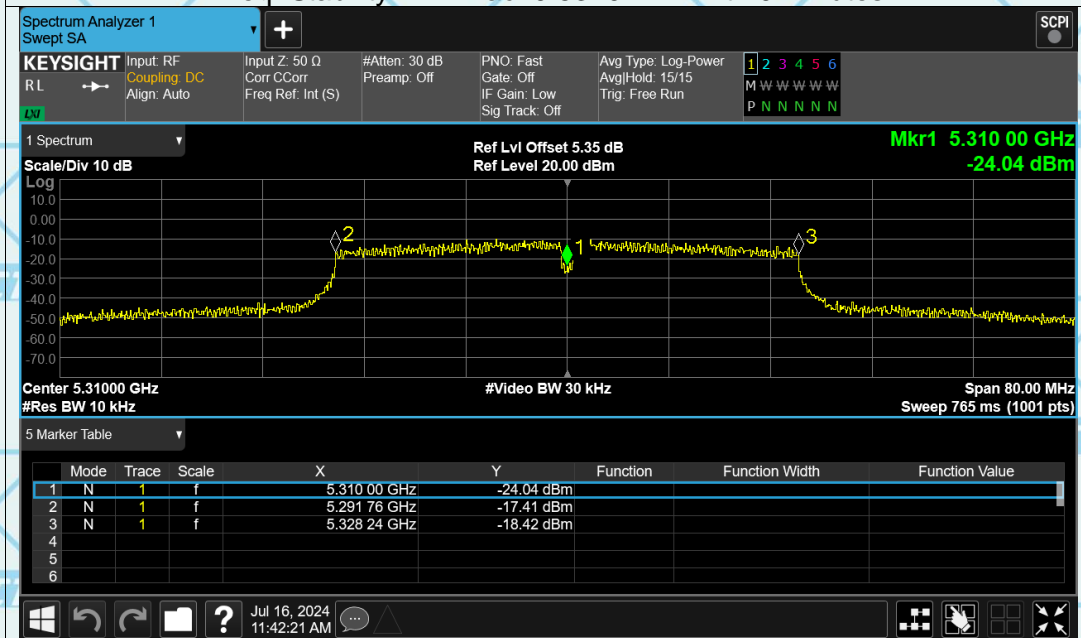 Spectrum Analyzer 1
Swept SA
+
SCPI
KEYSIGHT
R L
LXI
Input: RF
Coupling: DC
Align: Auto
Input Z: 50 Ω
Corr CCorr
Freq Ref: Int (S)
#Atten: 30 dB
Preamp: Off
PNO: Fast
Gate: Off
IF Gain: Low
Sig Track: Off
Avg Type: Log-Power
Avg|Hold: 15/15
Trig: Free Run
1 2 3 4 5 6
M W W W W W
P N N N N N
1 Spectrum
Scale/Div 10 dB
Ref Lvl Offset 5.35 dB
Ref Level 20.00 dBm
Mkr1 5.310 00 GHz
-24.04 dBm
Log
10.0
0.00
-10.0
-20.0
-30.0
-40.0
-50.0
-60.0
-70.0
2
1
3
Center 5.31000 GHz
#Video BW 30 kHz
Span 80.00 MHz
#Res BW 10 kHz
Sweep 765 ms (1001 pts)
5 Marker Table
Mode Trace Scale X Y Function Function Width Function Value
1 N 1 f 5.310 00 GHz -24.04 dBm
2 N 1 f 5.291 76 GHz -17.41 dBm
3 N 1 f 5.328 24 GHz -18.42 dBm
4
5
6
?
Jul 16, 2024
11:42:21 AM